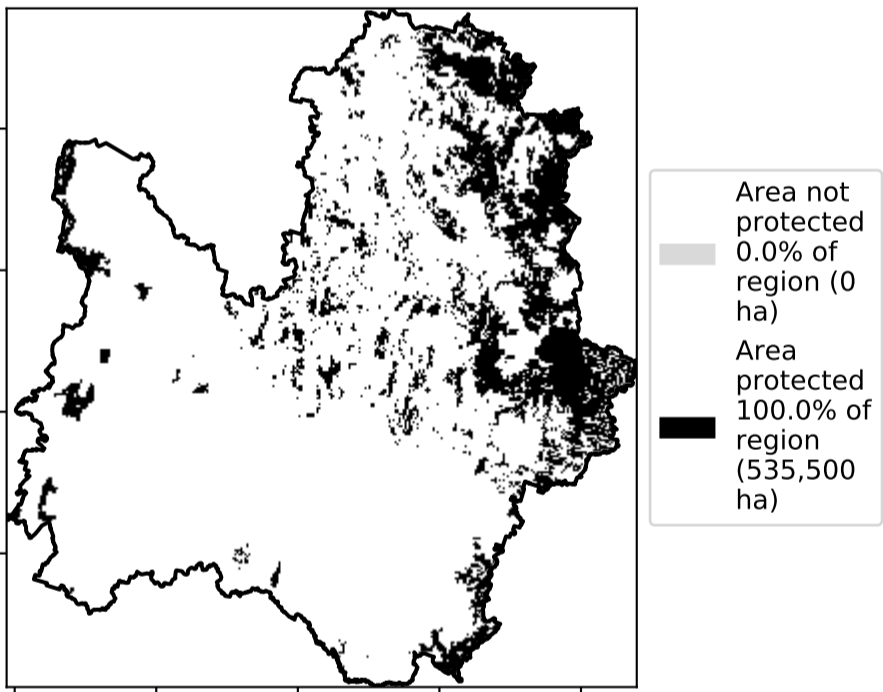 Area not
protected
0.0% of
region (0
ha)
Area
protected
100.0% of
region
(535,500
ha)